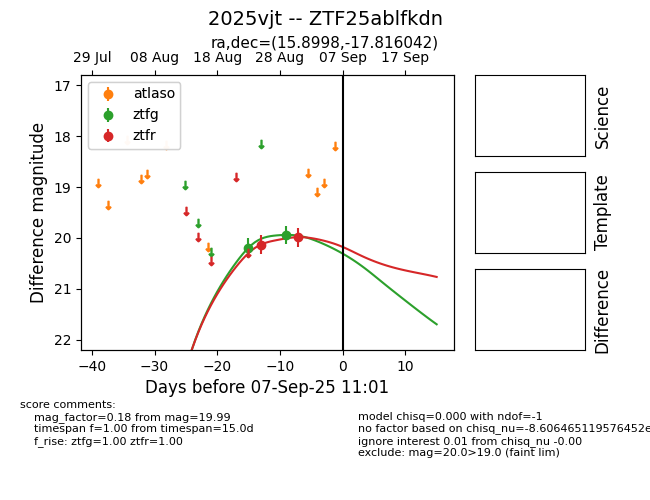 2025vjt -- ZTF25ablfkdn
ra,dec=(15.8998,-17.816042)
29 Jul 08 Aug 18 Aug 28 Aug 07 Sep 17 Sep
atlaso
ztfg
ztfr
17
18
19
20
21
22
Difference magnitude
−40 −30 −20 −10 0 10
Days before 07-Sep-25 11:01
Science
Template
Difference
score comments:
mag_factor=0.18 from mag=19.99
timespan f=1.00 from timespan=15.0d
f_rise: ztfg=1.00 ztfr=1.00
model chisq=0.000 with ndof=-1
no factor based on chisq_nu=-8.606465119576452e
ignore interest 0.01 from chisq_nu -0.00
exclude: mag=20.0>19.0 (faint lim)